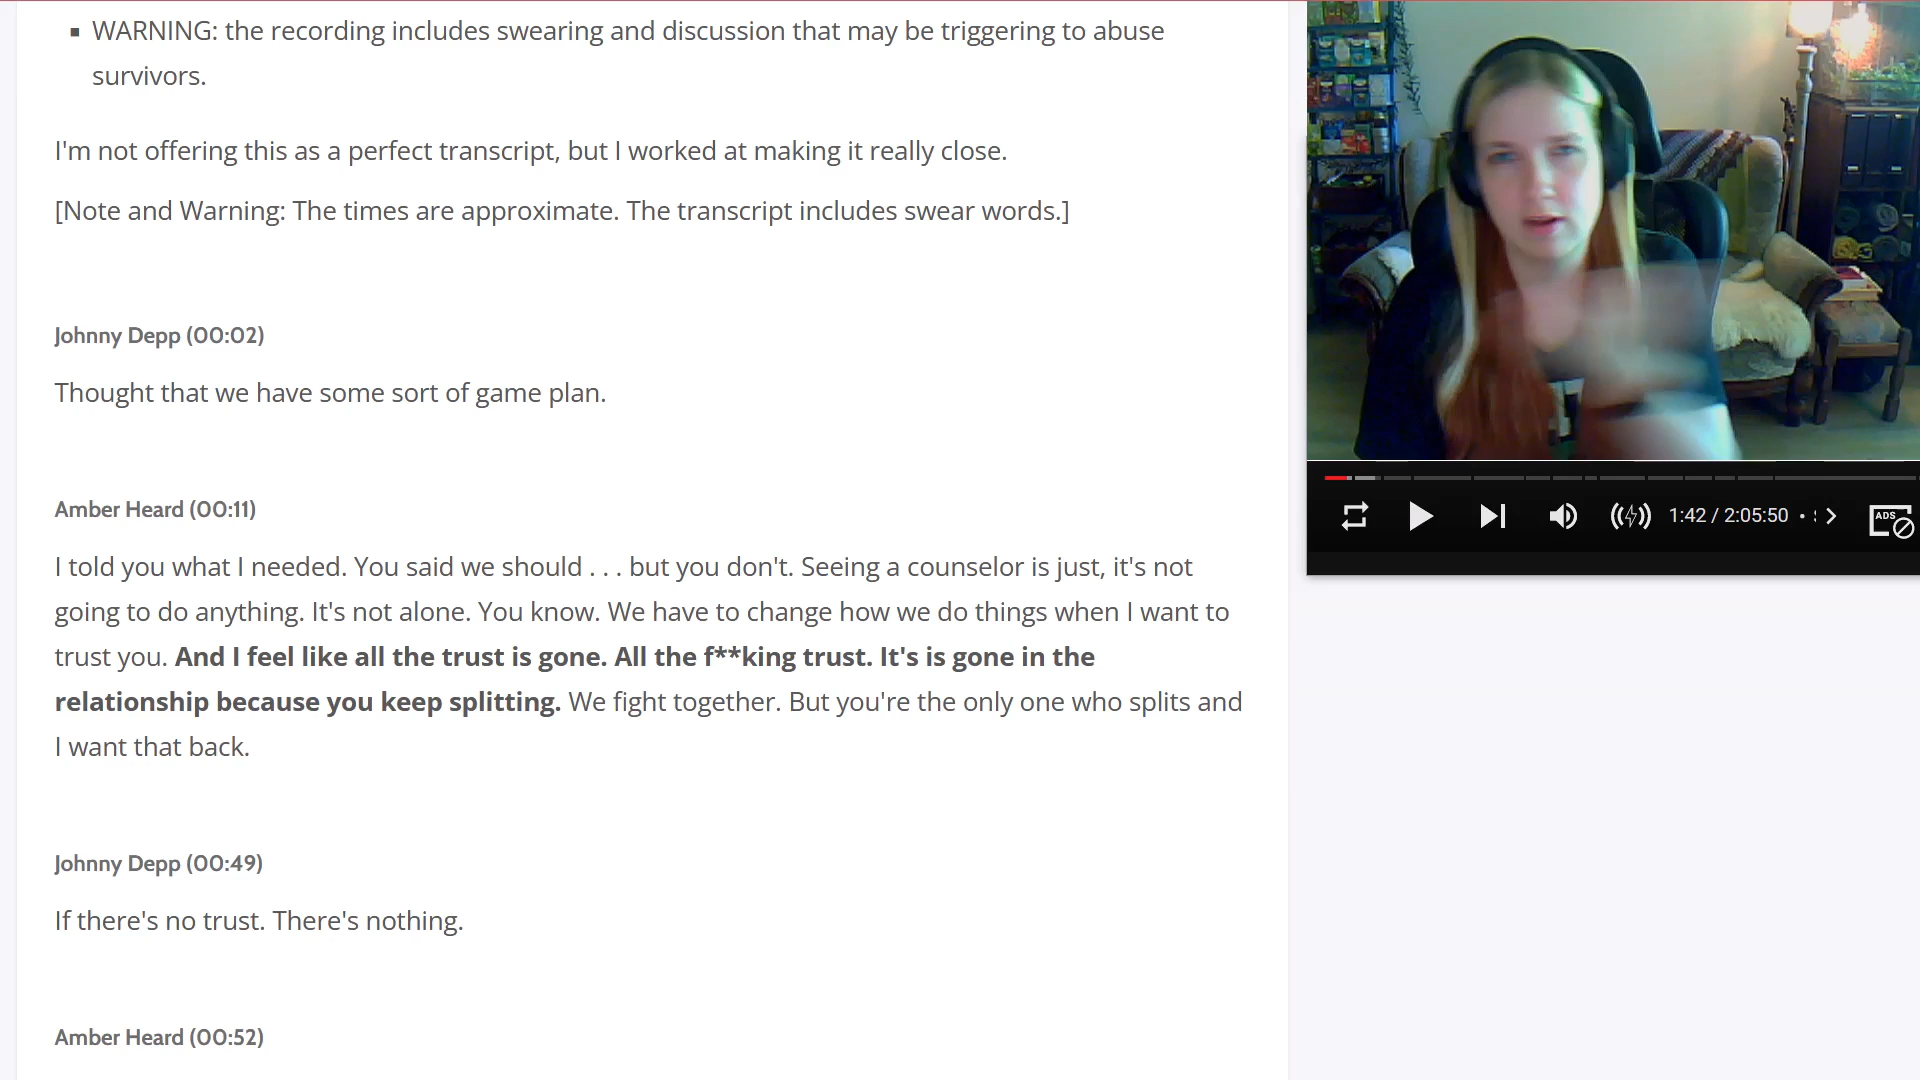 WARNING: the recording includes swearing and discussion that may be triggering to abuse
survivors.
I'm not offering this as a perfect transcript, but I worked at making it really close.
[Note and Warning: The times are approximate. The transcript includes swear words.]
Johnny Depp (00:02)
Thought that we have some sort of game plan.
Amber Heard (00:11)
I told you what I needed. You said we should . . . but you don't. Seeing a counselor is just, it's not
going to do anything. It's not alone. You know. We have to change how we do things when I want to
trust you. And I feel like all the trust is gone. All the f**king trust. It's is gone in the
relationship because you keep splitting. We fight together. But you're the only one who splits and
I want that back.
Johnny Depp (00:49)
If there's no trust. There's nothing.
Amber Heard (00:52)
1:42 / 2:05:50
ADS